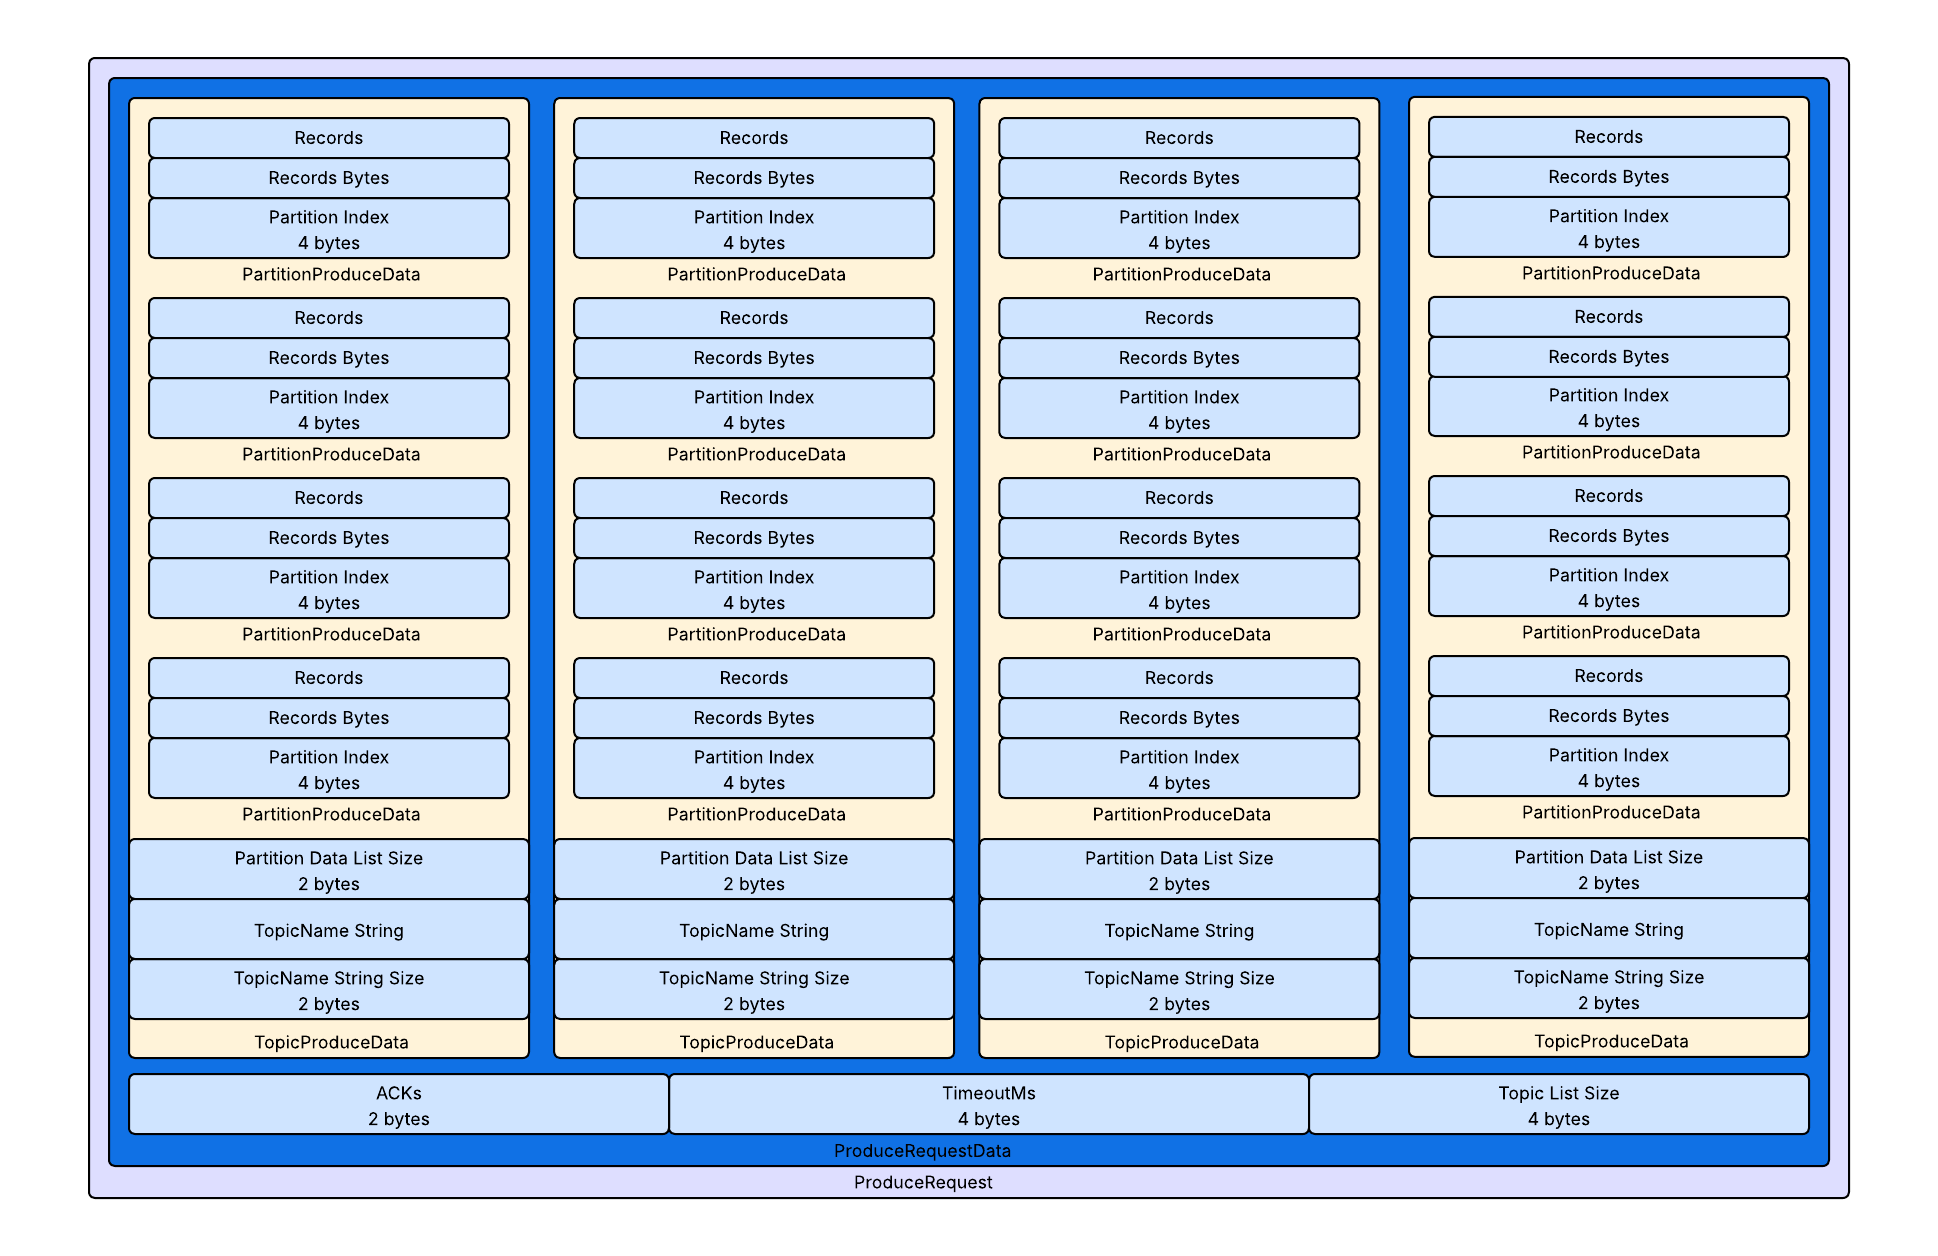 Records
Records Bytes
Partition Index
4 bytes
PartitionProduceData
Records
Records Bytes
Partition Index
4 bytes
PartitionProduceData
Records
Records Bytes
Partition Index
4 bytes
PartitionProduceData
Records
Records Bytes
Partition Index
4 bytes
PartitionProduceData
Partition Data List Size
2 bytes
TopicName String
TopicName String Size
2 bytes
TopicProduceData
Records
Records Bytes
Partition Index
4 bytes
PartitionProduceData
Records
Records Bytes
Partition Index
4 bytes
PartitionProduceData
Records
Records Bytes
Partition Index
4 bytes
PartitionProduceData
Records
Records Bytes
Partition Index
4 bytes
PartitionProduceData
Partition Data List Size
2 bytes
TopicName String
TopicName String Size
2 bytes
TopicProduceData
Records
Records Bytes
Partition Index
4 bytes
PartitionProduceData
Records
Records Bytes
Partition Index
4 bytes
PartitionProduceData
Records
Records Bytes
Partition Index
4 bytes
PartitionProduceData
Records
Records Bytes
Partition Index
4 bytes
PartitionProduceData
Partition Data List Size
2 bytes
TopicName String
TopicName String Size
2 bytes
TopicProduceData
Records
Records Bytes
Partition Index
4 bytes
PartitionProduceData
Records
Records Bytes
Partition Index
4 bytes
PartitionProduceData
Records
Records Bytes
Partition Index
4 bytes
PartitionProduceData
Records
Records Bytes
Partition Index
4 bytes
PartitionProduceData
Partition Data List Size
2 bytes
TopicName String
TopicName String Size
2 bytes
TopicProduceData
ACKs
2 bytes
TimeoutMs
4 bytes
Topic List Size
4 bytes
ProduceRequestData
ProduceRequest